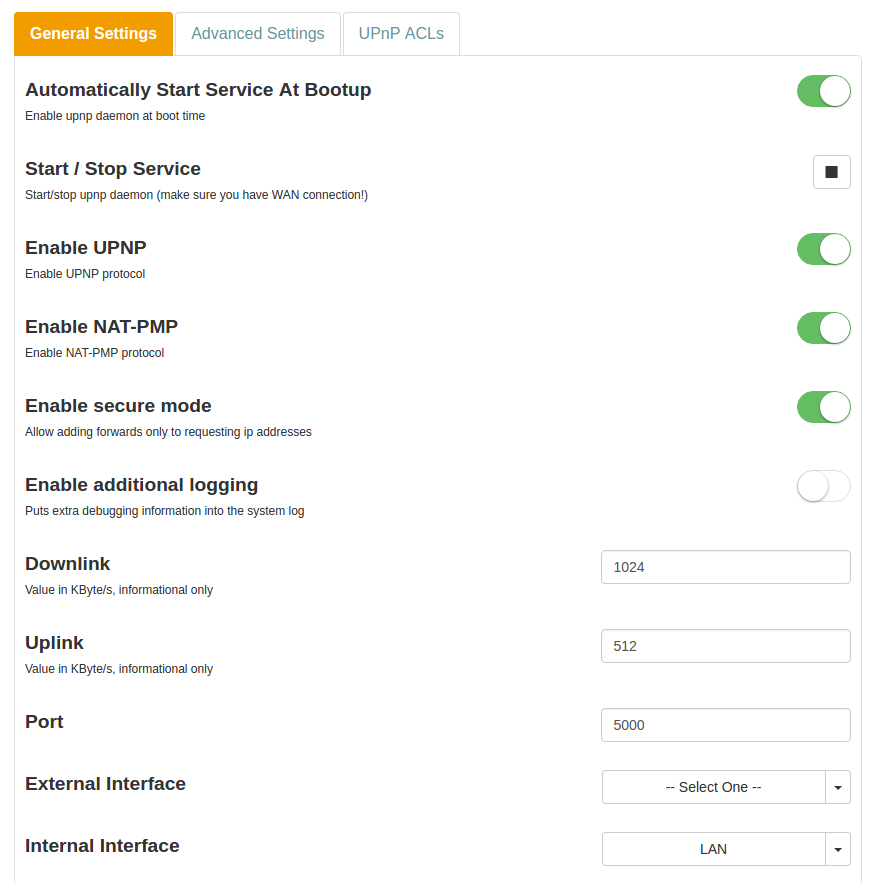 General Settings Advanced Settings UPnP ACLs
Automatically Start Service At Bootup
Enable upnp daemon at boot time
Start / Stop Service
Start/stop upnp daemon (make sure you have WAN connection!)
Enable UPNP
Enable UPNP protocol
Enable NAT-PMP
Enable NAT-PMP protocol
Enable secure mode
Allow adding forwards only to requesting ip addresses
Enable additional logging
Puts extra debugging information into the system log
Downlink 1024
Value in KByte/s, informational only
Uplink 512
Value in KByte/s, informational only
Port 5000
External Interface -- Select One --
Internal Interface LAN